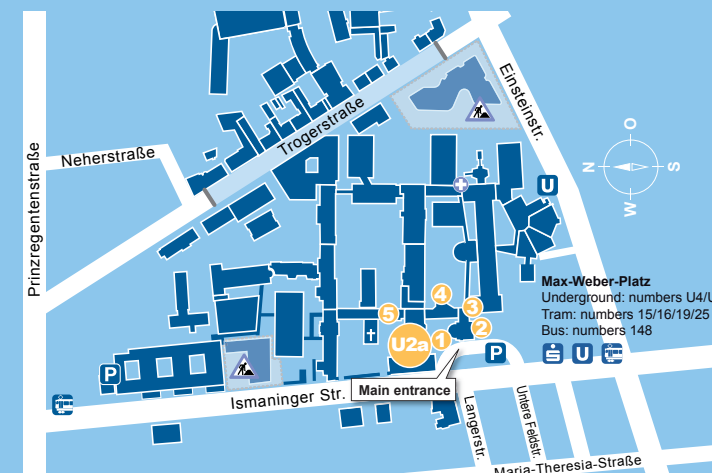 Einsteinstr.
Trogerstraße
Neherstraße
Prinzregentenstraße
O
N
S
W
U
Max-Weber-Platz
Underground: numbers U4/U
Tram: numbers 15/16/19/25
Bus: numbers 148
S U
4
3
5
2
1
U2a
P
P
Main entrance
Ismaninger Str.
Langerstr.
Untere Feldstr.
Maria-Theresia-Straße